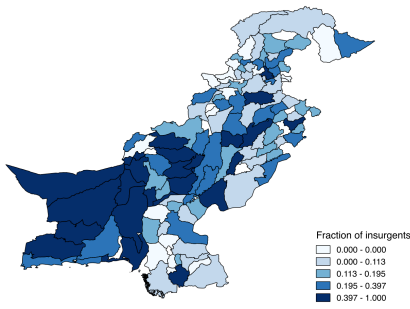 Fraction of insurgents
0.000 - 0.000
0.000 - 0.113
0.113 - 0.195
0.195 - 0.397
0.397 - 1.000